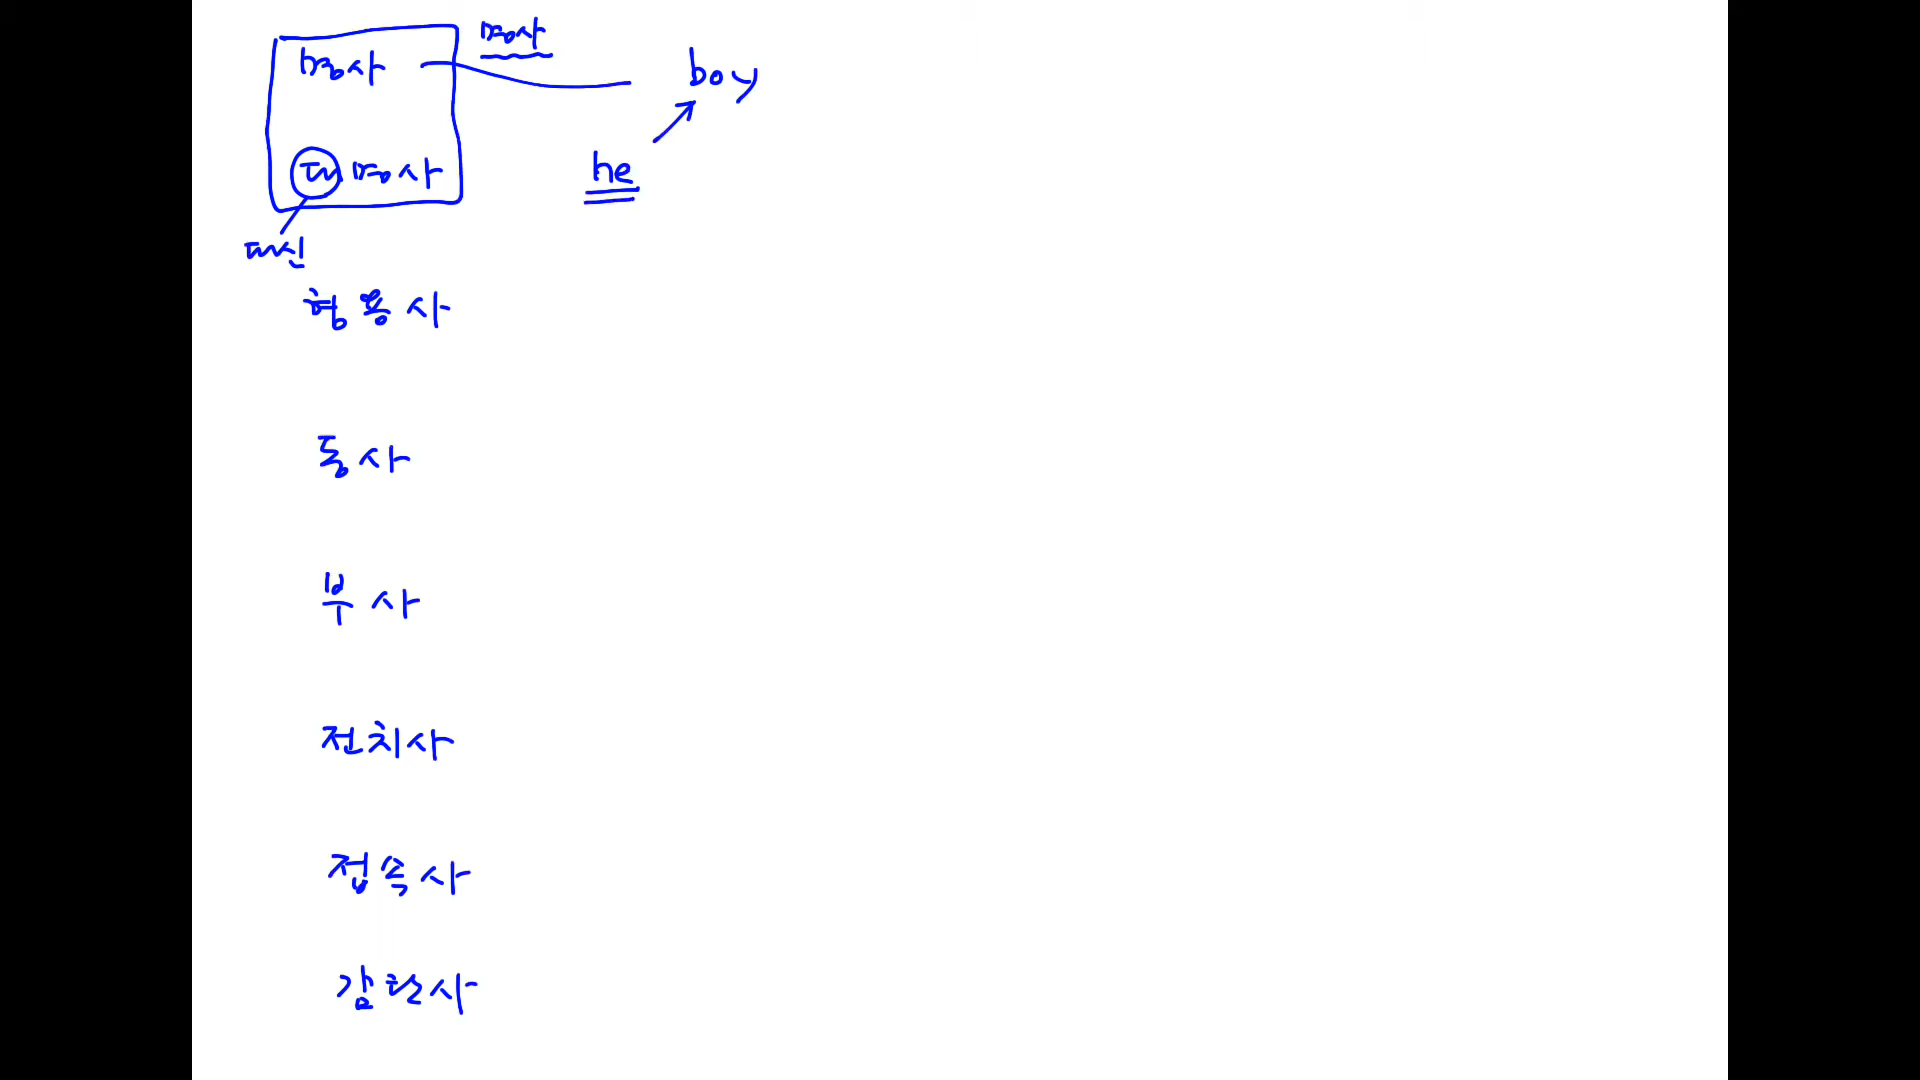 명사
명사 boy
대명사 he
대신
형용사
동사
부사
전치사
접속사
감탄사